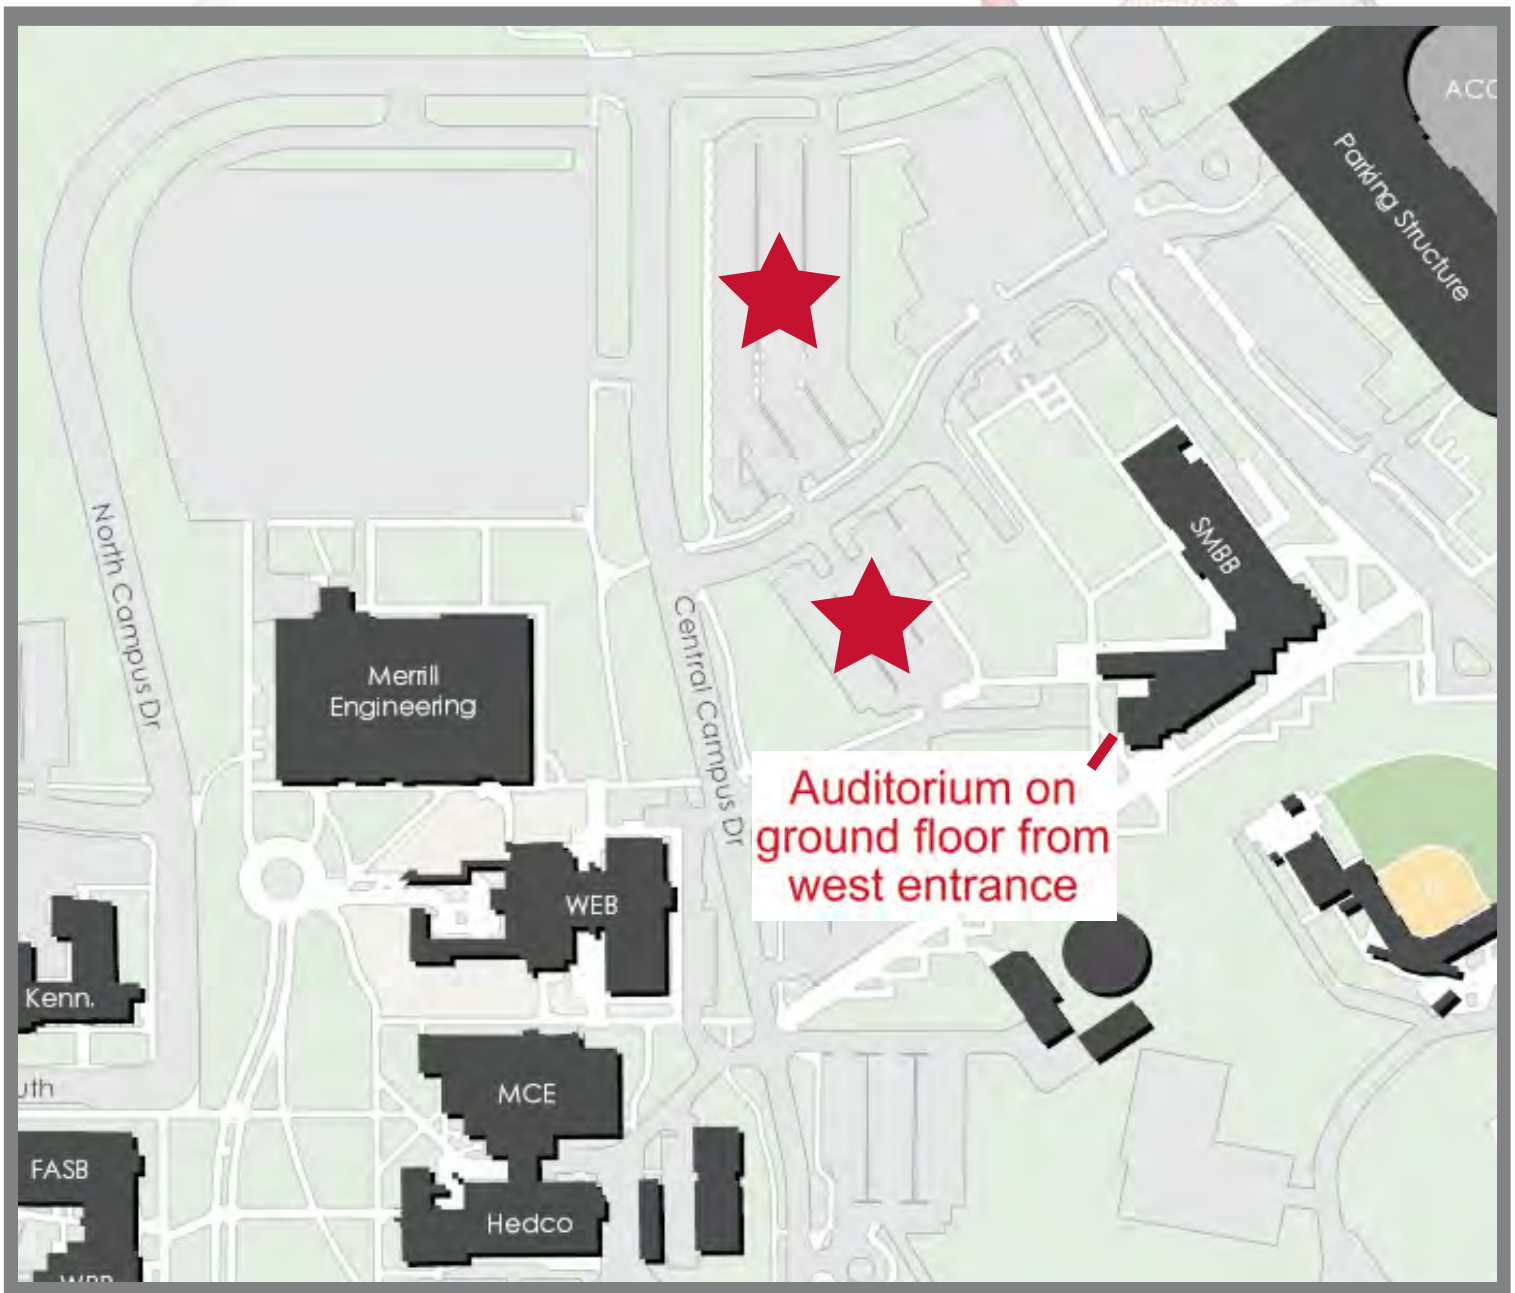 ACC
Parking Structure
North Campus Dr
SMBB
Central Campus Dr
Merrill
Engineering
Auditorium on
ground floor from
west entrance
WEB
Kenn.
uth
MCE
FASB
Hedco
WBB